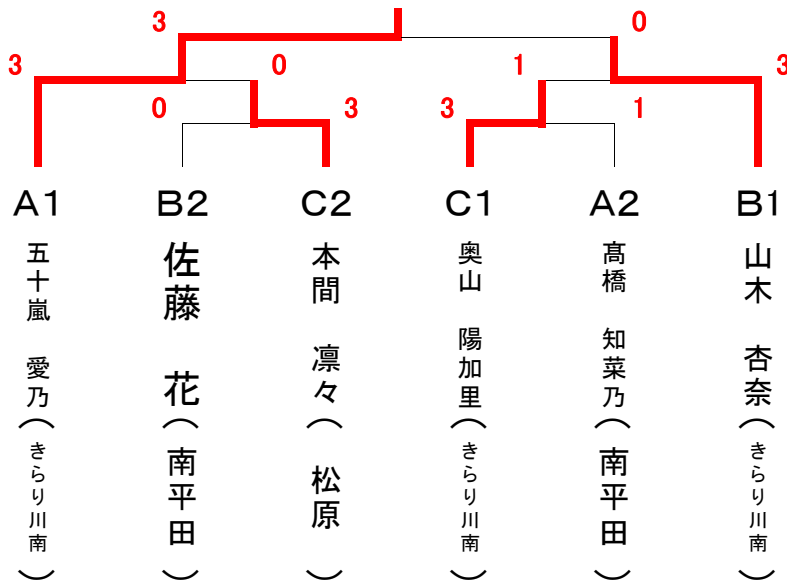 3 0
3 0 1 3
0 3 3 1
A1 B2 C2 C1 A2 B1
五十嵐 愛乃(きらり川南)
佐藤 花(南平田)
本間 凛々(松原)
奥山 陽加里(きらり川南)
髙橋 知菜乃(南平田)
山木 杏奈(きらり川南)